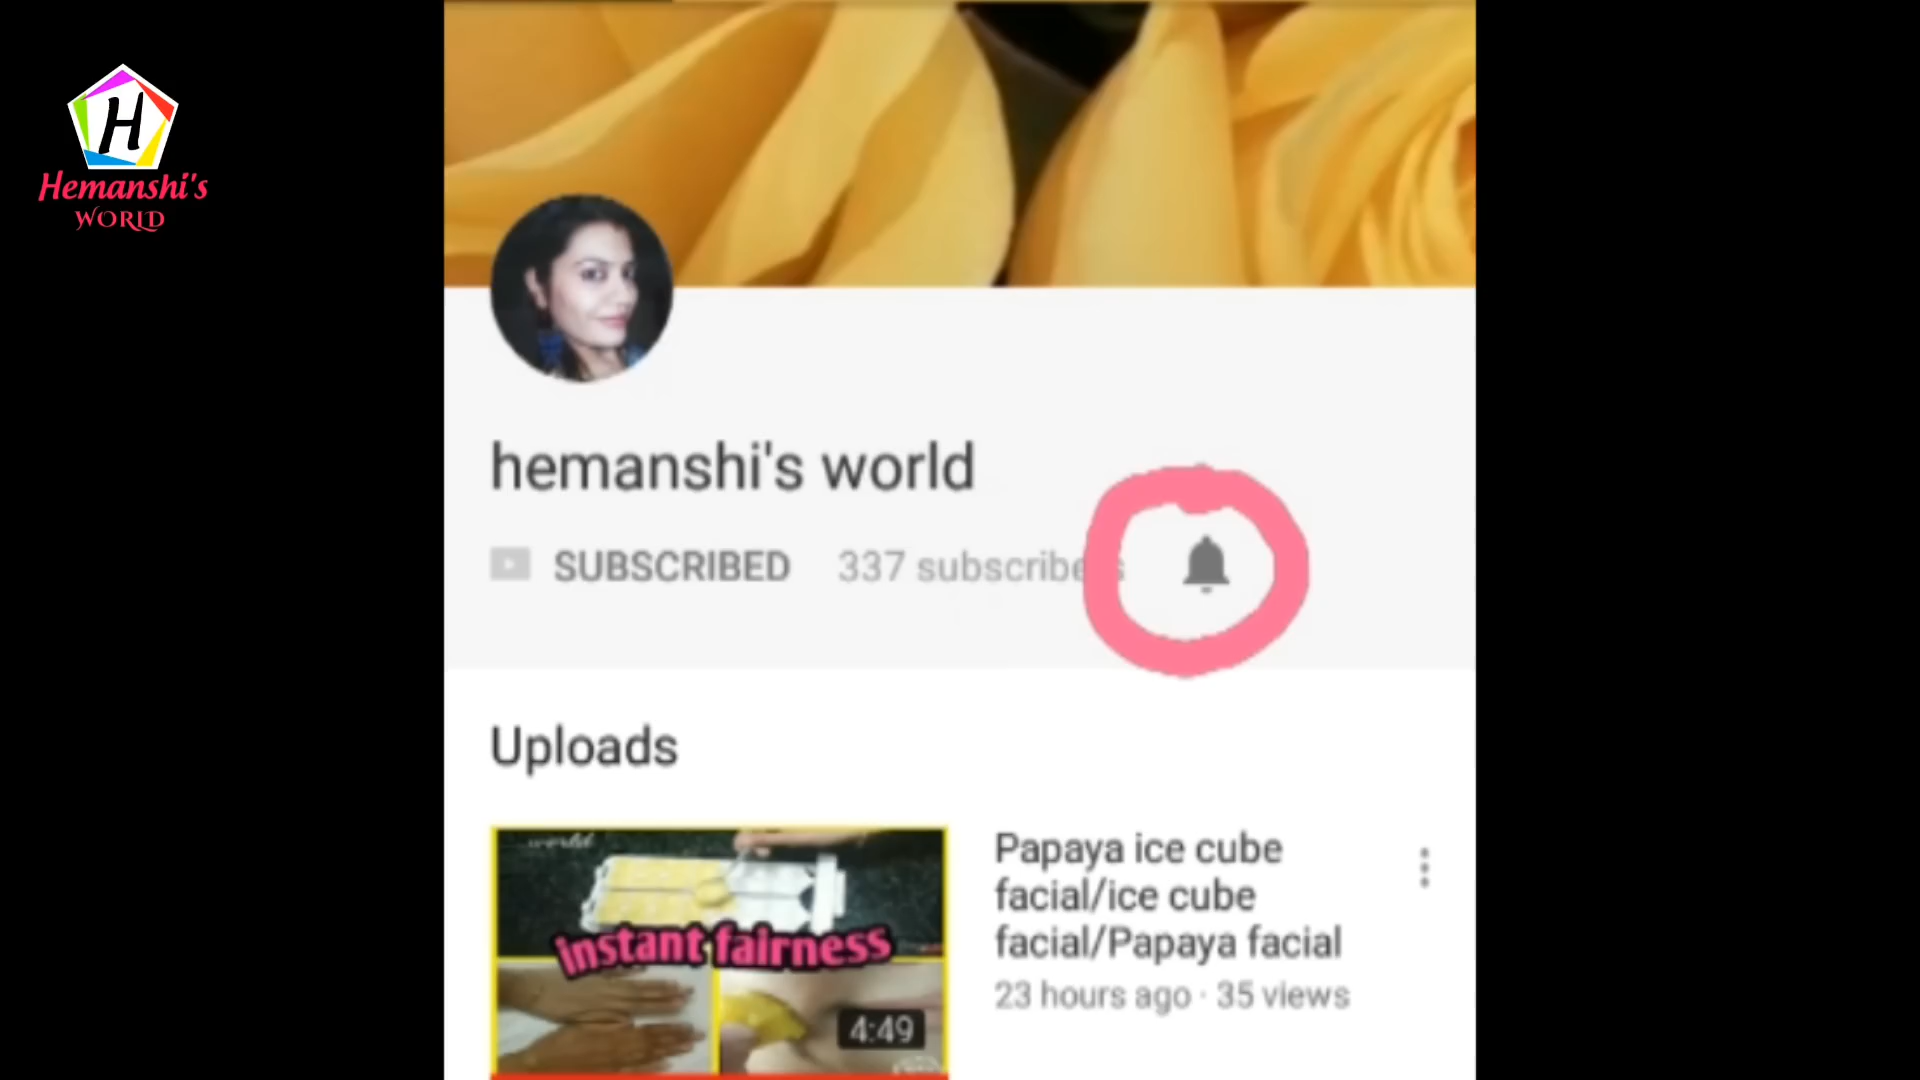 H
Hemanshi's
WORLD
hemanshi's world
SUBSCRIBED 337
Uploads
world
instant fairness
4:49
Papaya ice cube
facial/ice cube
facial/Papaya facial
23 hours ago · 35 views